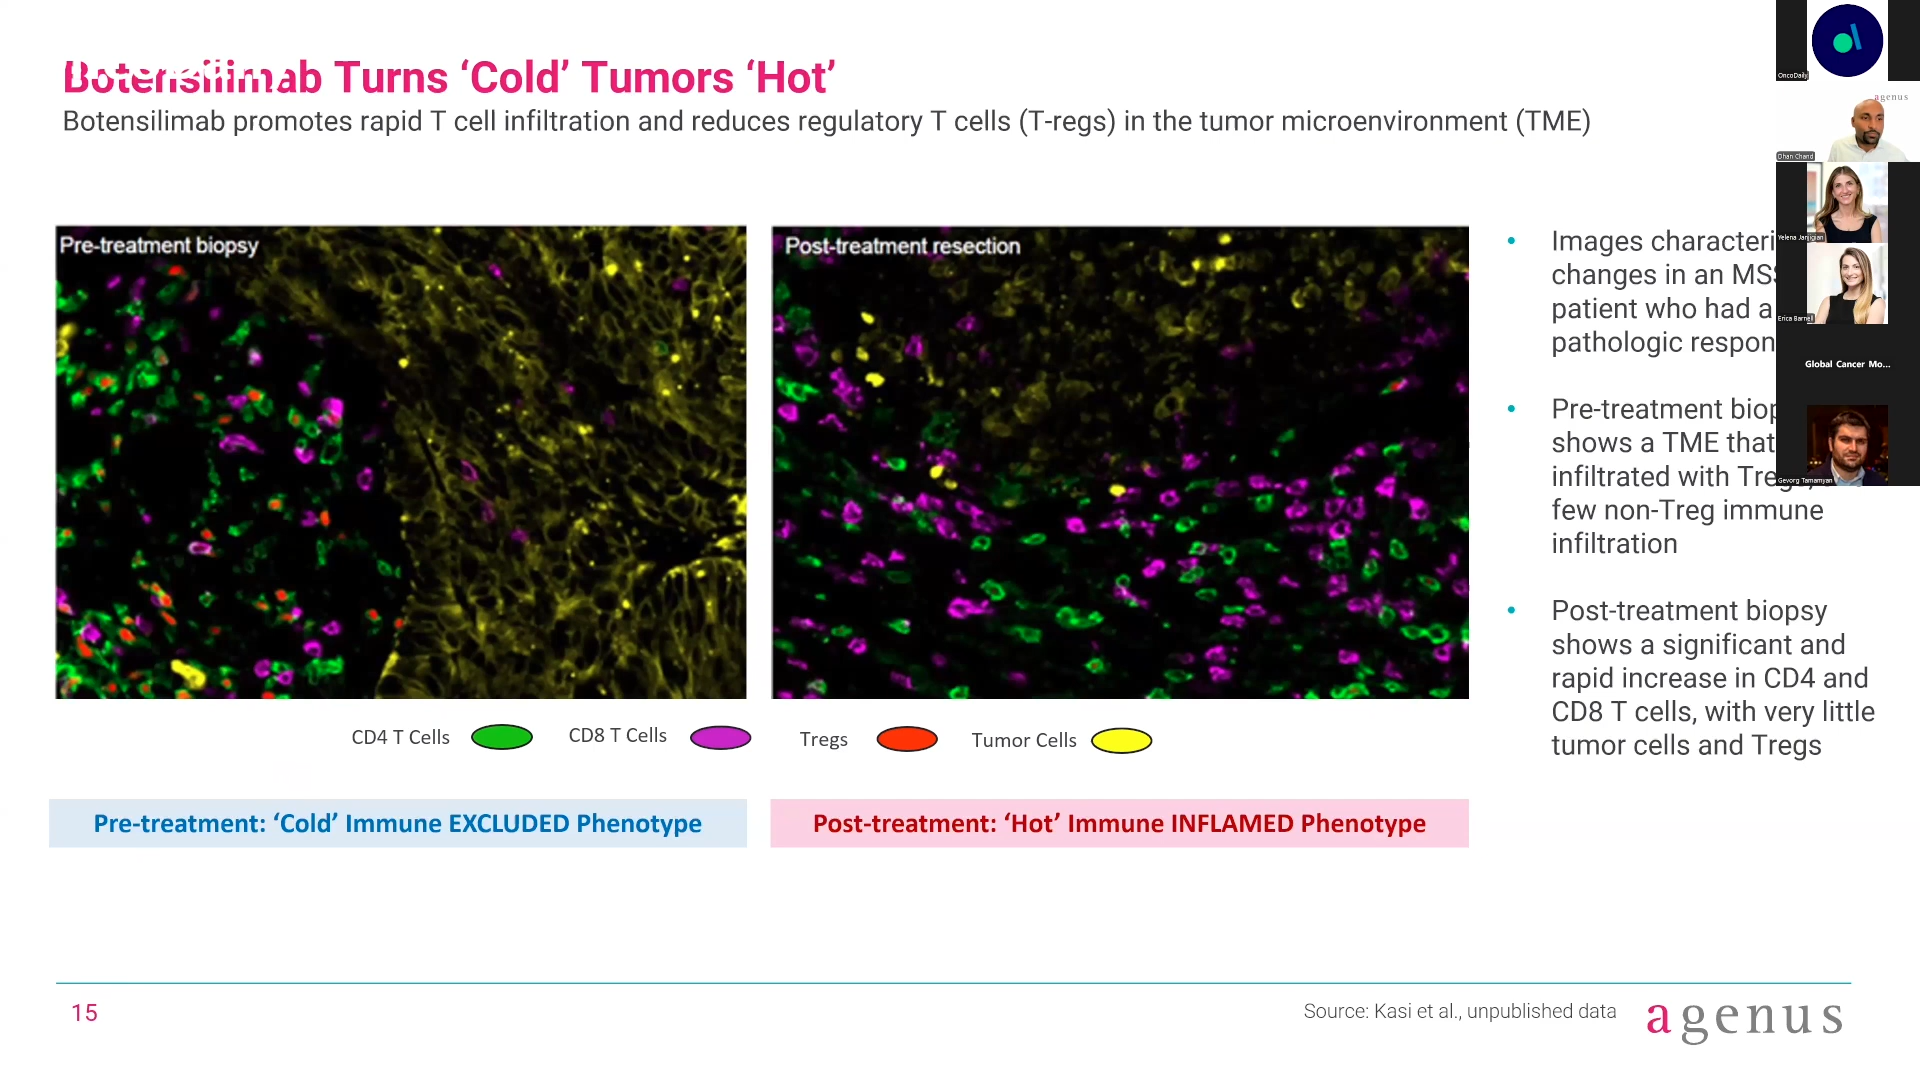 Botensilimab Turns ‘Cold’ Tumors ‘Hot’
Botensilimab promotes rapid T cell infiltration and reduces regulatory T cells (T-regs) in the tumor microenvironment (TME)
Pre-treatment biopsy
Post-treatment resection
CD4 T Cells
CD8 T Cells
Tregs
Tumor Cells
Pre-treatment: ‘Cold’ Immune EXCLUDED Phenotype
Post-treatment: ‘Hot’ Immune INFLAMED Phenotype
• Images
changes in an
patient who had a
pathologic
• Pre-treatment
shows a TME that
infiltrated with
few non-Treg immune
infiltration
• Post-treatment biopsy
shows a significant and
rapid increase in CD4 and
CD8 T cells, with very little
tumor cells and Tregs
OncoDaily
agenus
Dhan Chand
Yelena Janjigian
Erica Barnell
Global Cancer Mo...
Gevorg Tamamyan
15
Source: Kasi et al., unpublished data
agenus